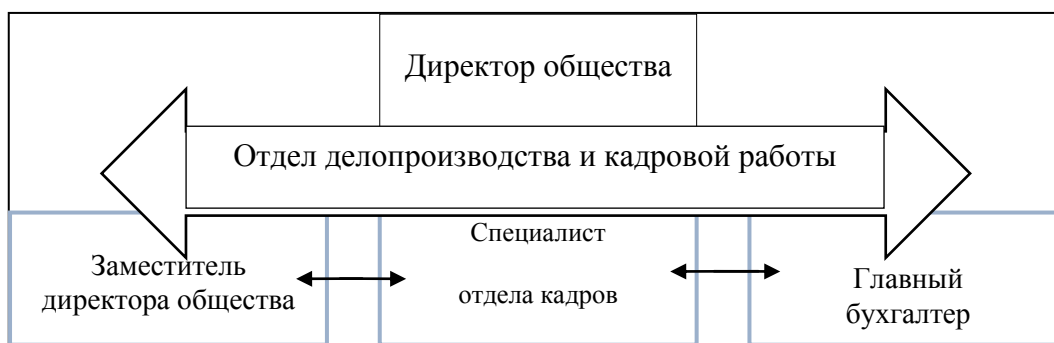 Директор общества
Отдел делопроизводства и кадровой работы
Заместитель
директора общества
Специалист
отдела кадров
Главный
бухгалтер